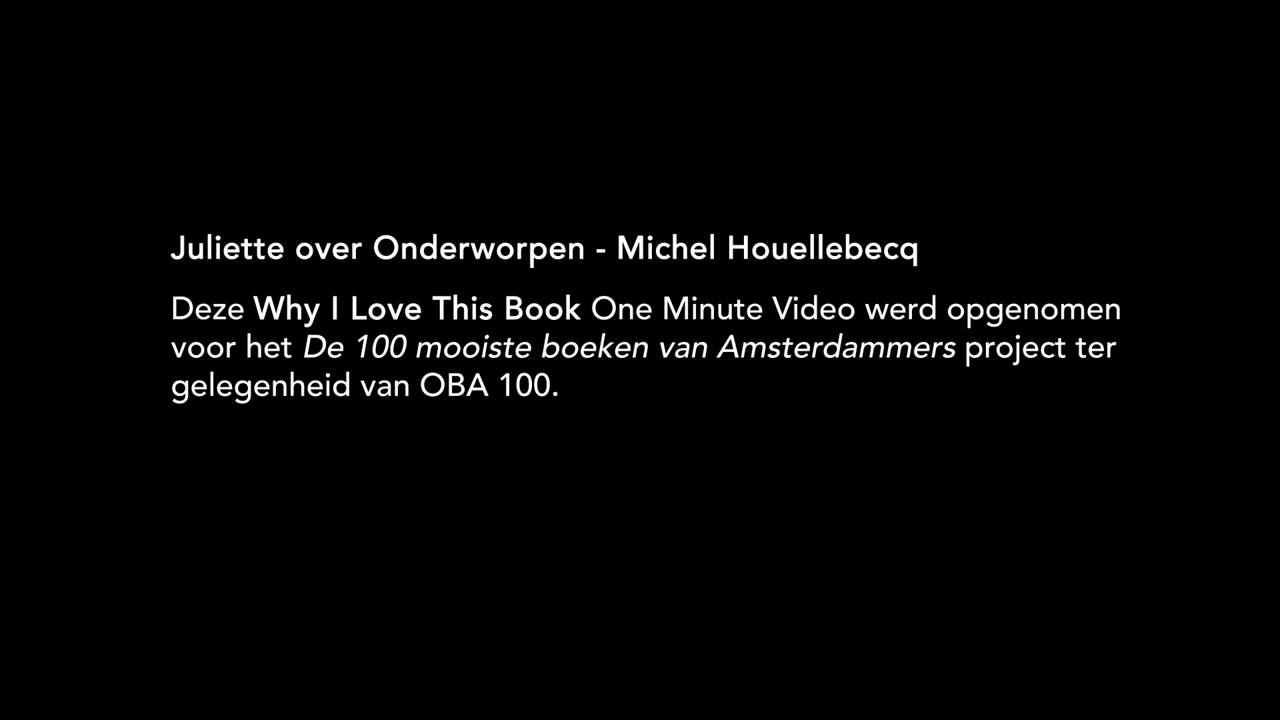 Juliette over Onderworpen - Michel Houellebecq
Deze Why I Love This Book One Minute Video werd opgenomen
voor het De 100 mooiste boeken van Amsterdammers project ter
gelegenheid van OBA 100.